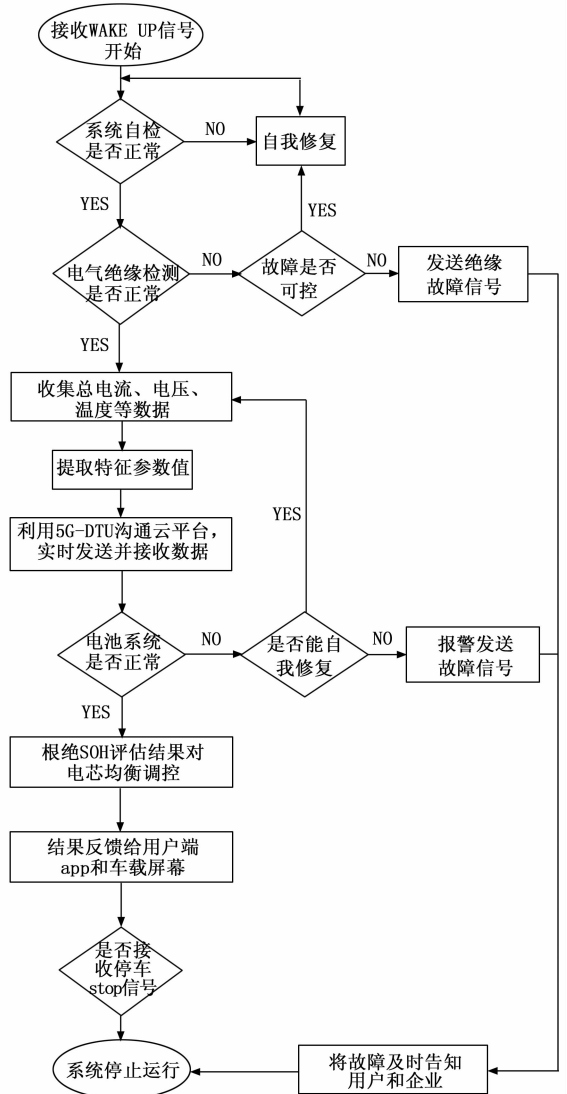 接收WAKE UP信号
开始
系统自检
是否正常
NO
自我修复
YES
YES
电气绝缘检测
是否正常
NO
故障是否
可控
NO
发送绝缘
故障信号
YES
收集总电流、电压、
温度等数据
提取特征参数值
YES
利用5G-DTU沟通云平台，
实时发送并接收数据
电池系统
是否正常
NO
是否能自
我修复
NO
报警发送
故障信号
YES
根绝SOH评估结果对
电芯均衡调控
结果反馈给用户端
app和车载屏幕
是否接
收停车
stop信号
系统停止运行
将故障及时告知
用户和企业